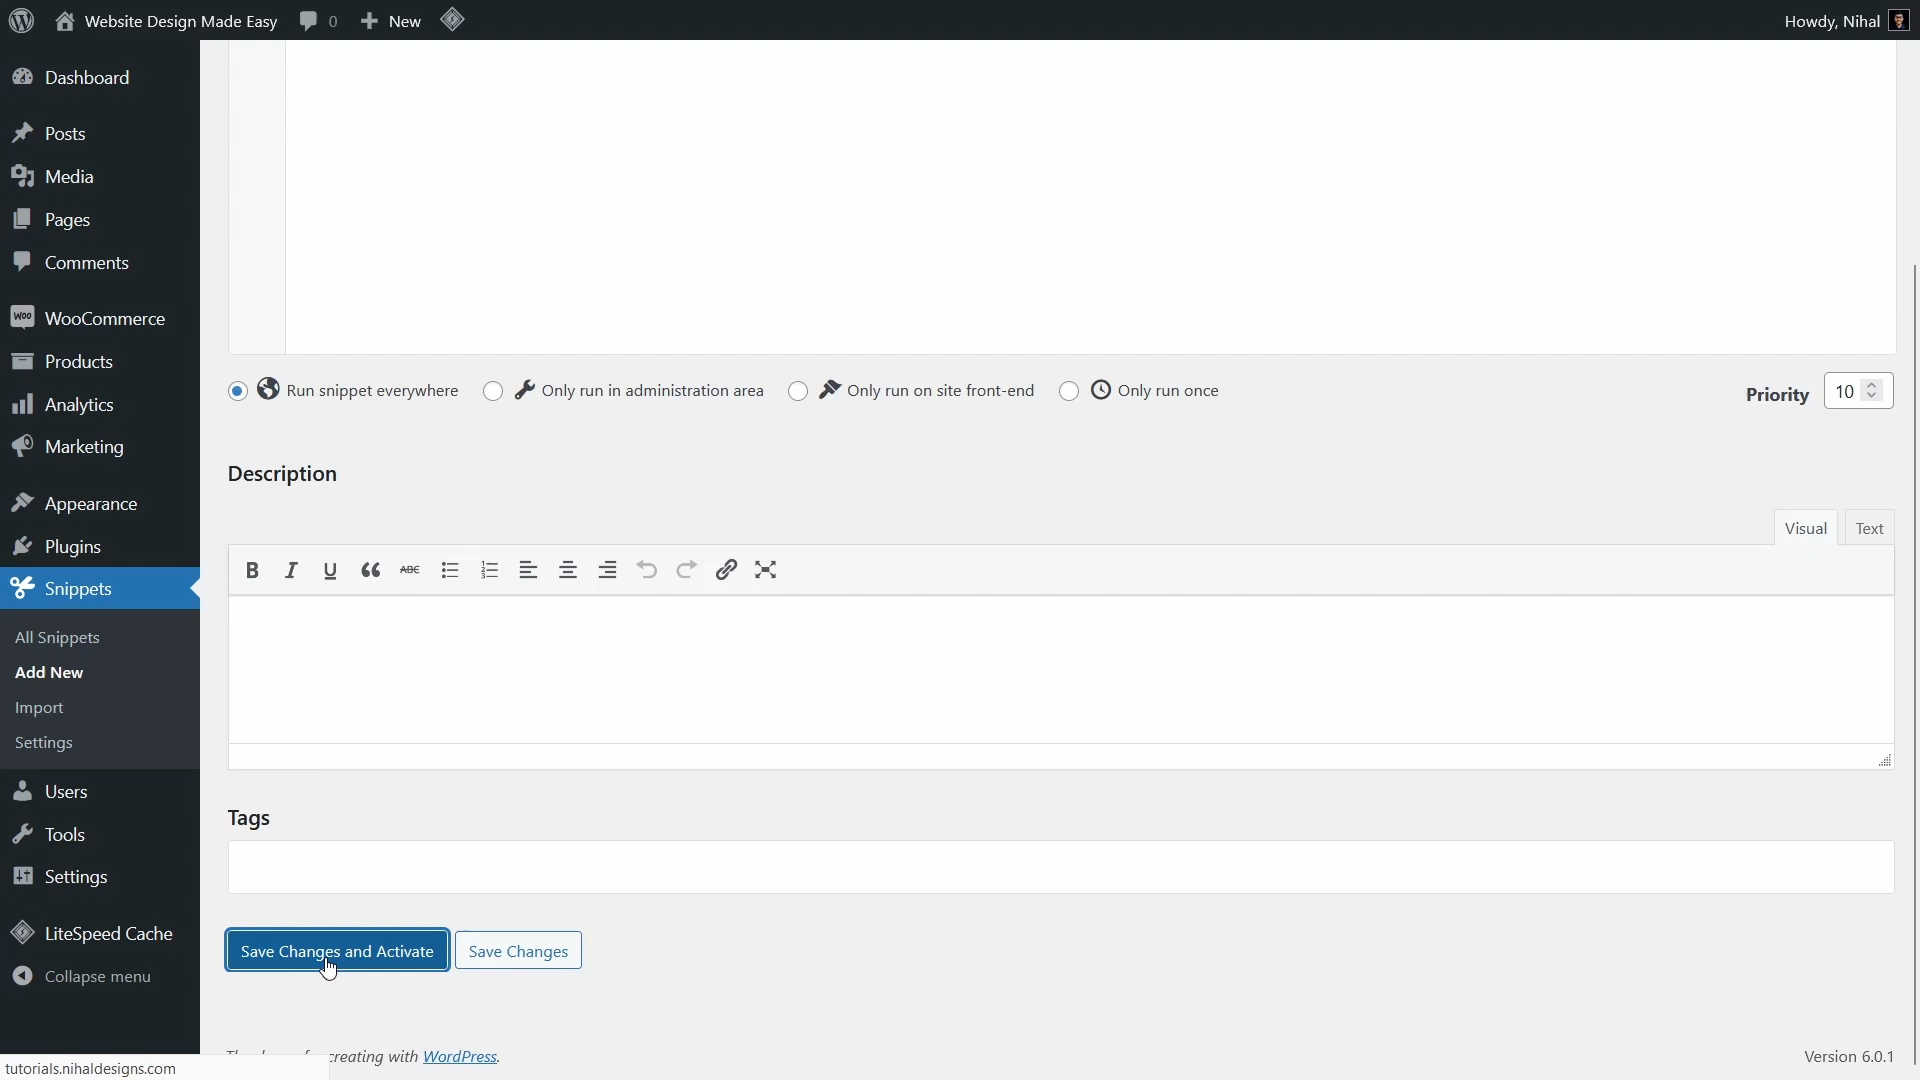 Website Design Made Easy 0 New Howdy, Nihal
Dashboard
Posts
Media
Pages
Comments
WooCommerce
Products
Analytics
Marketing
Appearance
Plugins
Snippets
All Snippets
Add New
Import
Settings
Users
Tools
Settings
LiteSpeed Cache
Collapse menu
Run snippet everywhere Only run in administration area Only run on site front-end Only run once Priority 10
Description
Visual Text
B I U ABC
Tags
Save Changes and Activate Save Changes
creating with WordPress. Version 6.0.1
tutorials.nihaldesigns.com